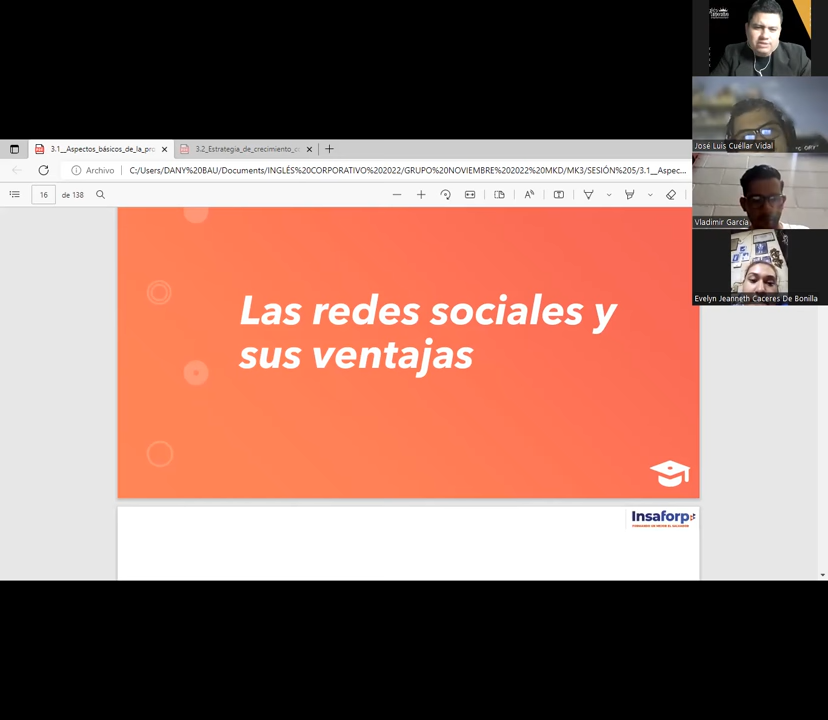 3.1__Aspectos_básicos_de_la_pro
3.2_Estrategia_de_crecimiento_c
Archivo
C:/Users/DANY%20BAU/Documents/INGLÉS%20CORPORATIVO%202022/GRUPO%20NOVIEMBRE%202022%20MKD/MK3/SESIÓN%205/3.1__Aspec...
16 de 138
Las redes sociales y
sus ventajas
Insaforp
José Luis Cuéllar Vidal
Vladimir García
Evelyn Jeanneth Caceres De Bonilla